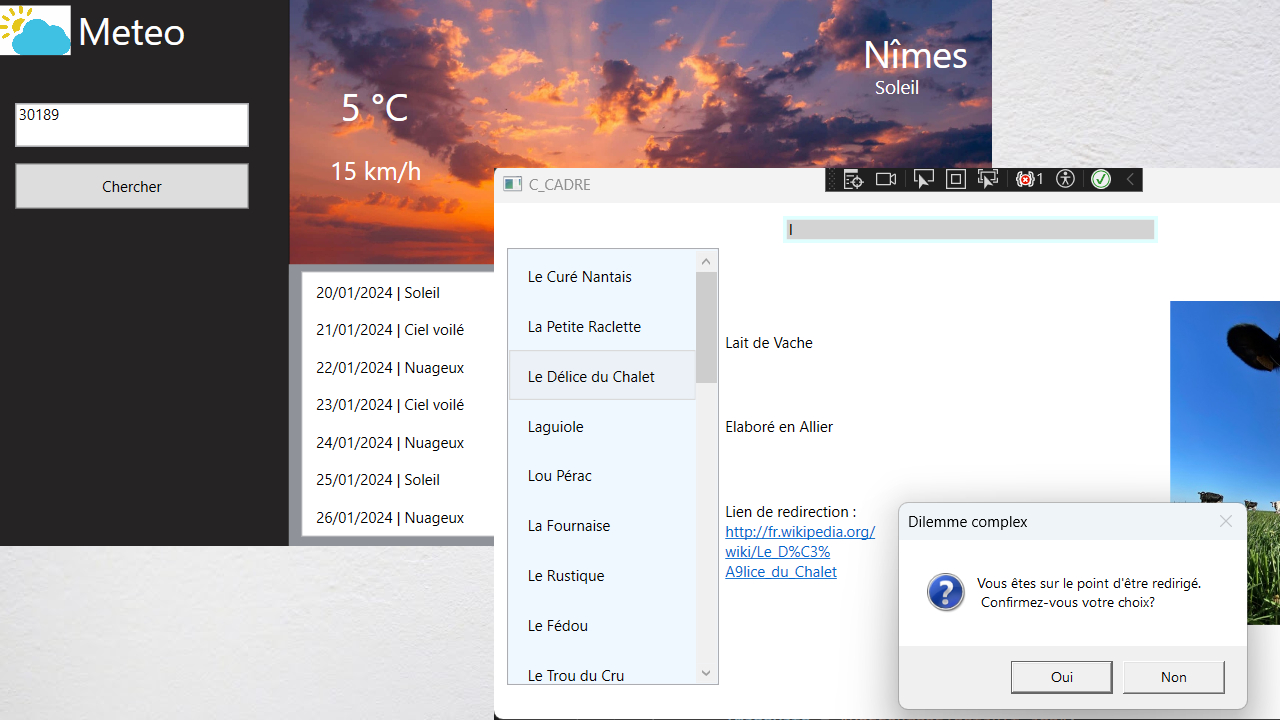 Meteo
30189
Chercher
5 °C
15 km/h
Nîmes
Soleil
20/01/2024 | Soleil
21/01/2024 | Ciel voilé
22/01/2024 | Nuageux
23/01/2024 | Ciel voilé
24/01/2024 | Nuageux
25/01/2024 | Soleil
26/01/2024 | Nuageux
C_CADRE
1
l
Le Curé Nantais
La Petite Raclette
Le Délice du Chalet
Laguiole
Lou Pérac
La Fournaise
Le Rustique
Le Fédou
Le Trou du Cru
Lait de Vache
Elaboré en Allier
Lien de redirection :
http://fr.wikipedia.org/
wiki/Le_D%C3%
A9lice_du_Chalet
Dilemme complex
Vous êtes sur le point d'être redirigé.
Confirmez-vous votre choix?
Oui
Non